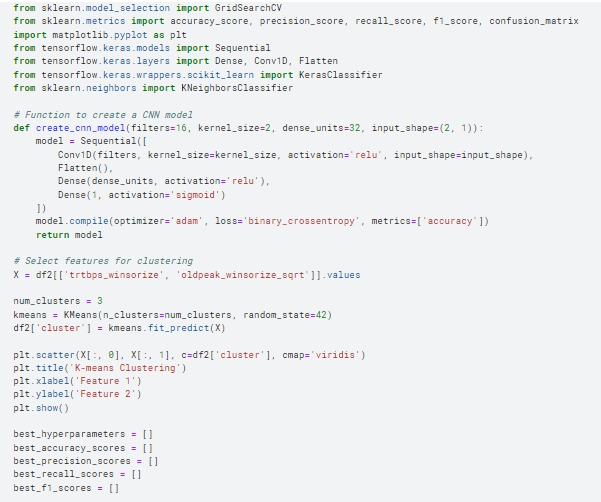 from sklearn.model_selection import GridSearchCV
from sklearn.metrics import accuracy_score, precision_score, recall_score, f1_score, confusion_matrix
import matplotlib.pyplot as plt
from tensorflow.keras.models import Sequential
from tensorflow.keras.layers import Dense, Conv1D, Flatten
from tensorflow.keras.wrappers.scikit_learn import KerasClassifier
from sklearn.neighbors import KNeighborsClassifier

# Function to create a CNN model
def create_cnn_model(filters=16, kernel_size=2, dense_units=32, input_shape=(2, 1)):
    model = Sequential([
        Conv1D(filters, kernel_size=kernel_size, activation='relu', input_shape=input_shape),
        Flatten(),
        Dense(dense_units, activation='relu'),
        Dense(1, activation='sigmoid')
    ])
    model.compile(optimizer='adam', loss='binary_crossentropy', metrics=['accuracy'])
    return model

# Select features for clustering
X = df2[['trtbps_winsorize', 'oldpeak_winsorize_sqrt']].values

num_clusters = 3
kmeans = KMeans(n_clusters=num_clusters, random_state=42)
df2['cluster'] = kmeans.fit_predict(X)

plt.scatter(X[:, 0], X[:, 1], c=df2['cluster'], cmap='viridis')
plt.title('K-means Clustering')
plt.xlabel('Feature 1')
plt.ylabel('Feature 2')
plt.show()

best_hyperparameters = []
best_accuracy_scores = []
best_precision_scores = []
best_recall_scores = []
best_f1_scores = []